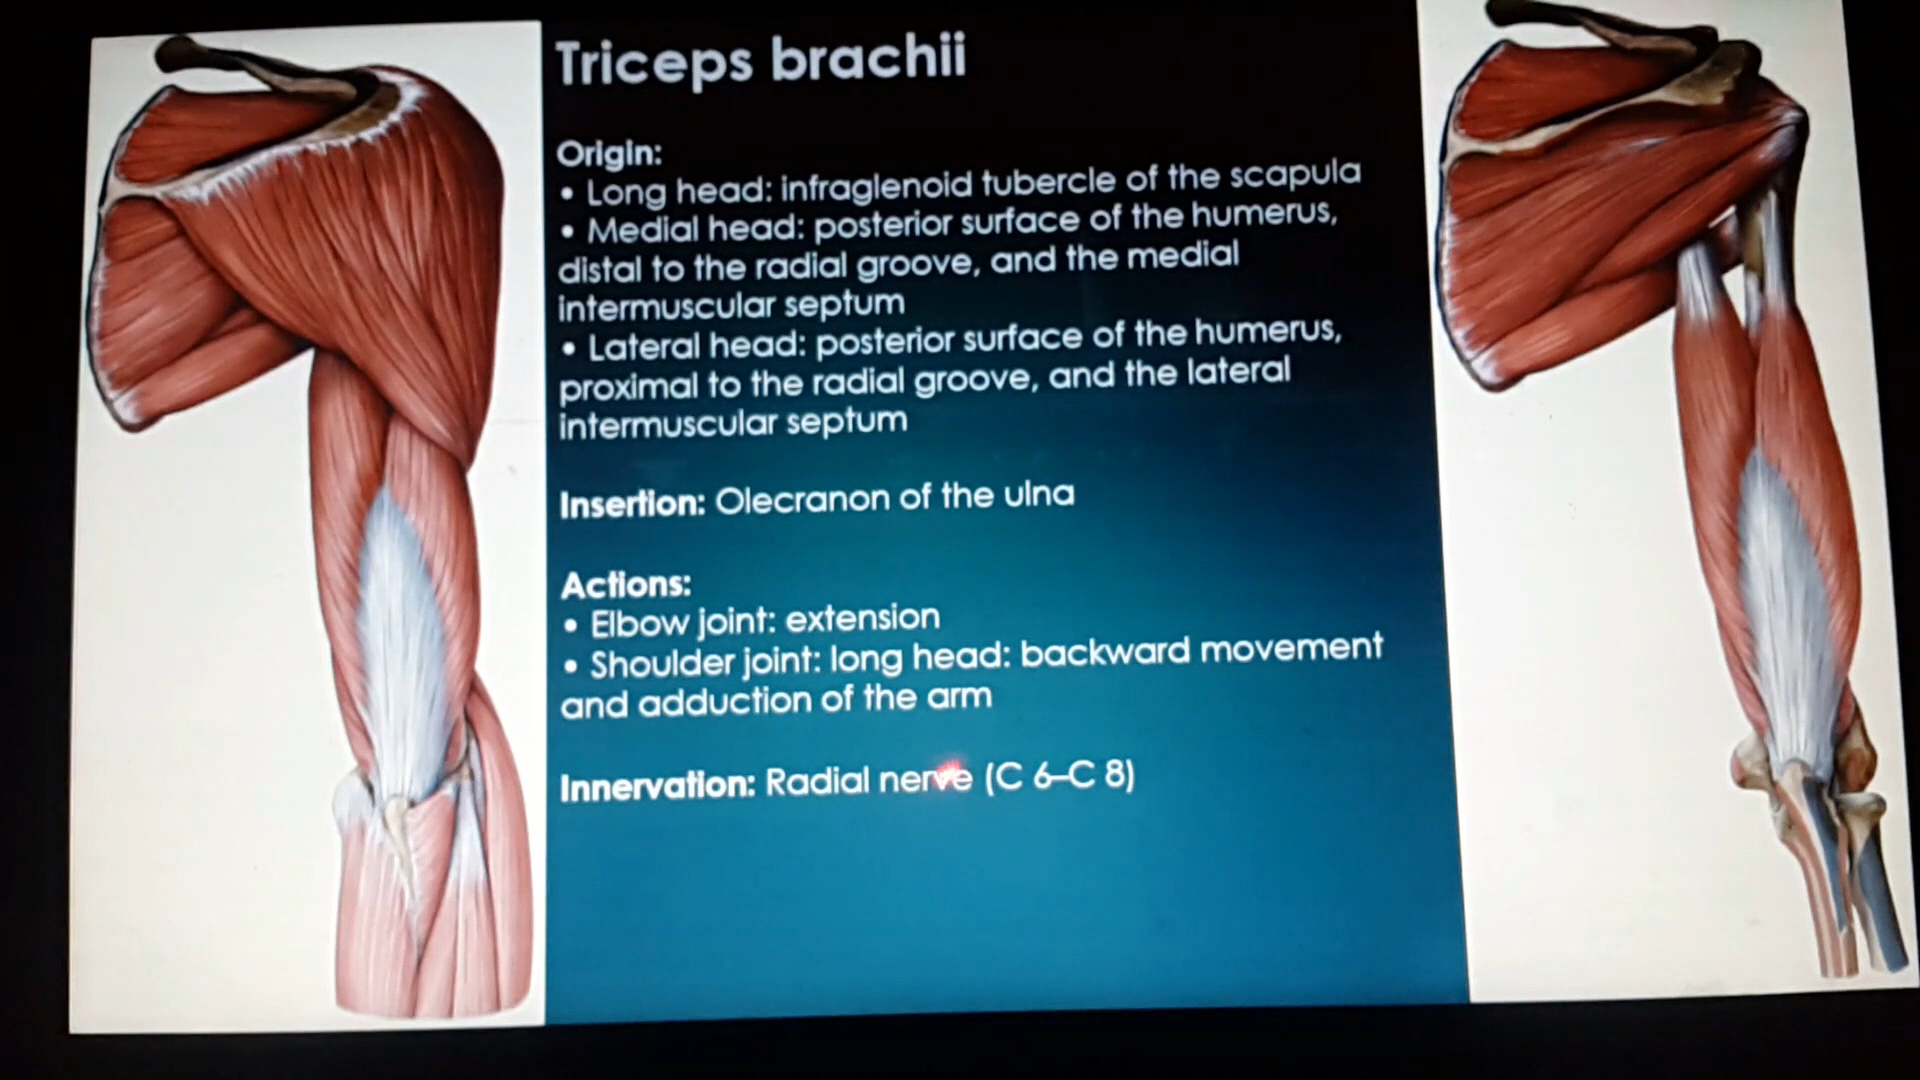 Triceps brachii
Origin:
• Long head: infraglenoid tubercle of the scapula
• Medial head: posterior surface of the humerus,
distal to the radial groove, and the medial
intermuscular septum
• Lateral head: posterior surface of the humerus,
proximal to the radial groove, and the lateral
intermuscular septum
Insertion: Olecranon of the ulna
Actions:
• Elbow joint: extension
• Shoulder joint: long head: backward movement
and adduction of the arm
Innervation: Radial nerve (C 6–C 8)